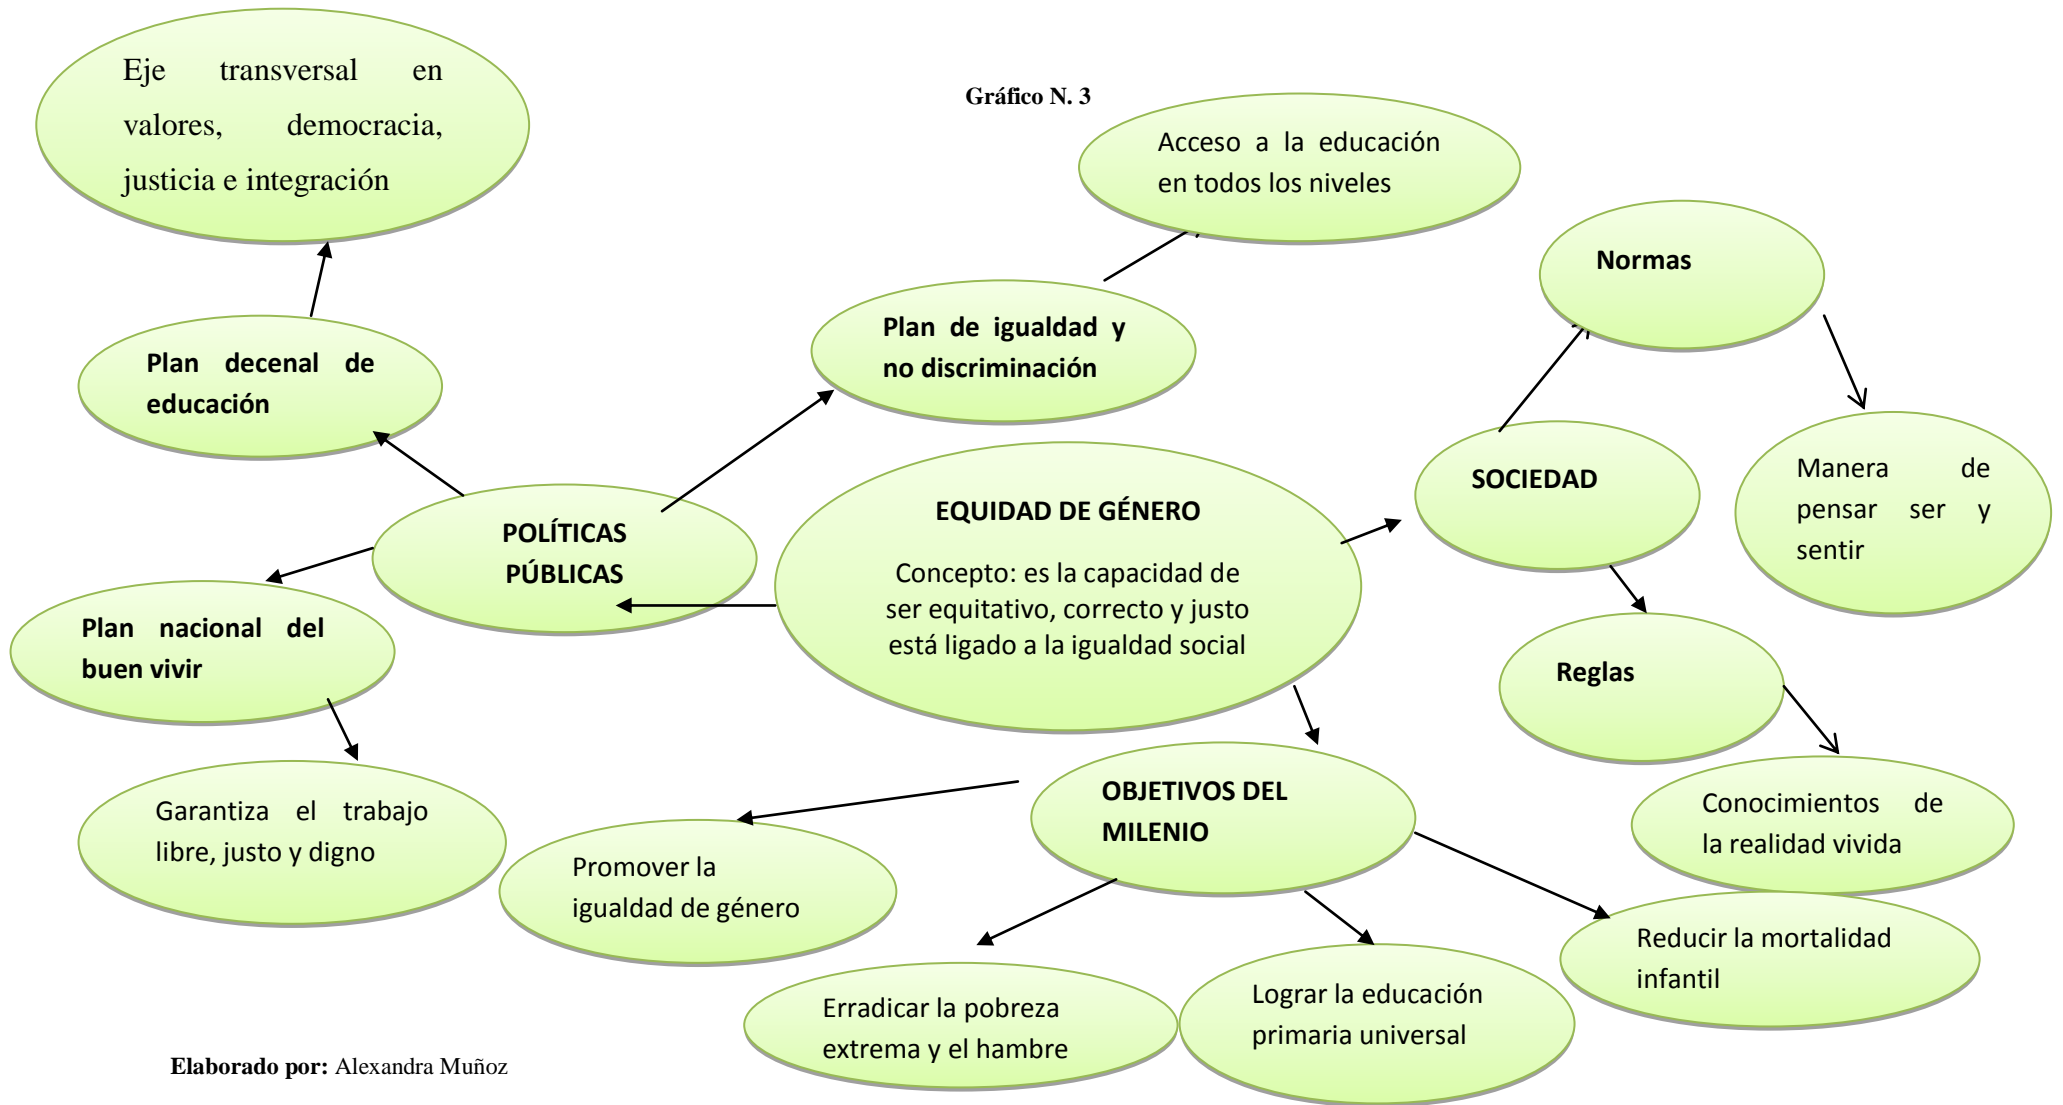 Eje transversal en
valores, democracia,
justicia e integración
Gráfico N. 3
Acceso a la educación
en todos los niveles
Normas
Plan de igualdad y
no discriminación
Plan decenal de
educación
Manera de
pensar ser y
sentir
SOCIEDAD
EQUIDAD DE GÉNERO
Concepto: es la capacidad de
ser equitativo, correcto y justo
está ligado a la igualdad social
POLÍTICAS
PÚBLICAS
Plan nacional del
buen vivir
Reglas
OBJETIVOS DEL
MILENIO
Conocimientos de
la realidad vivida
Garantiza el trabajo
libre, justo y digno
Promover la
igualdad de género
Reducir la mortalidad
infantil
Erradicar la pobreza
extrema y el hambre
Lograr la educación
primaria universal
Elaborado por: Alexandra Muñoz